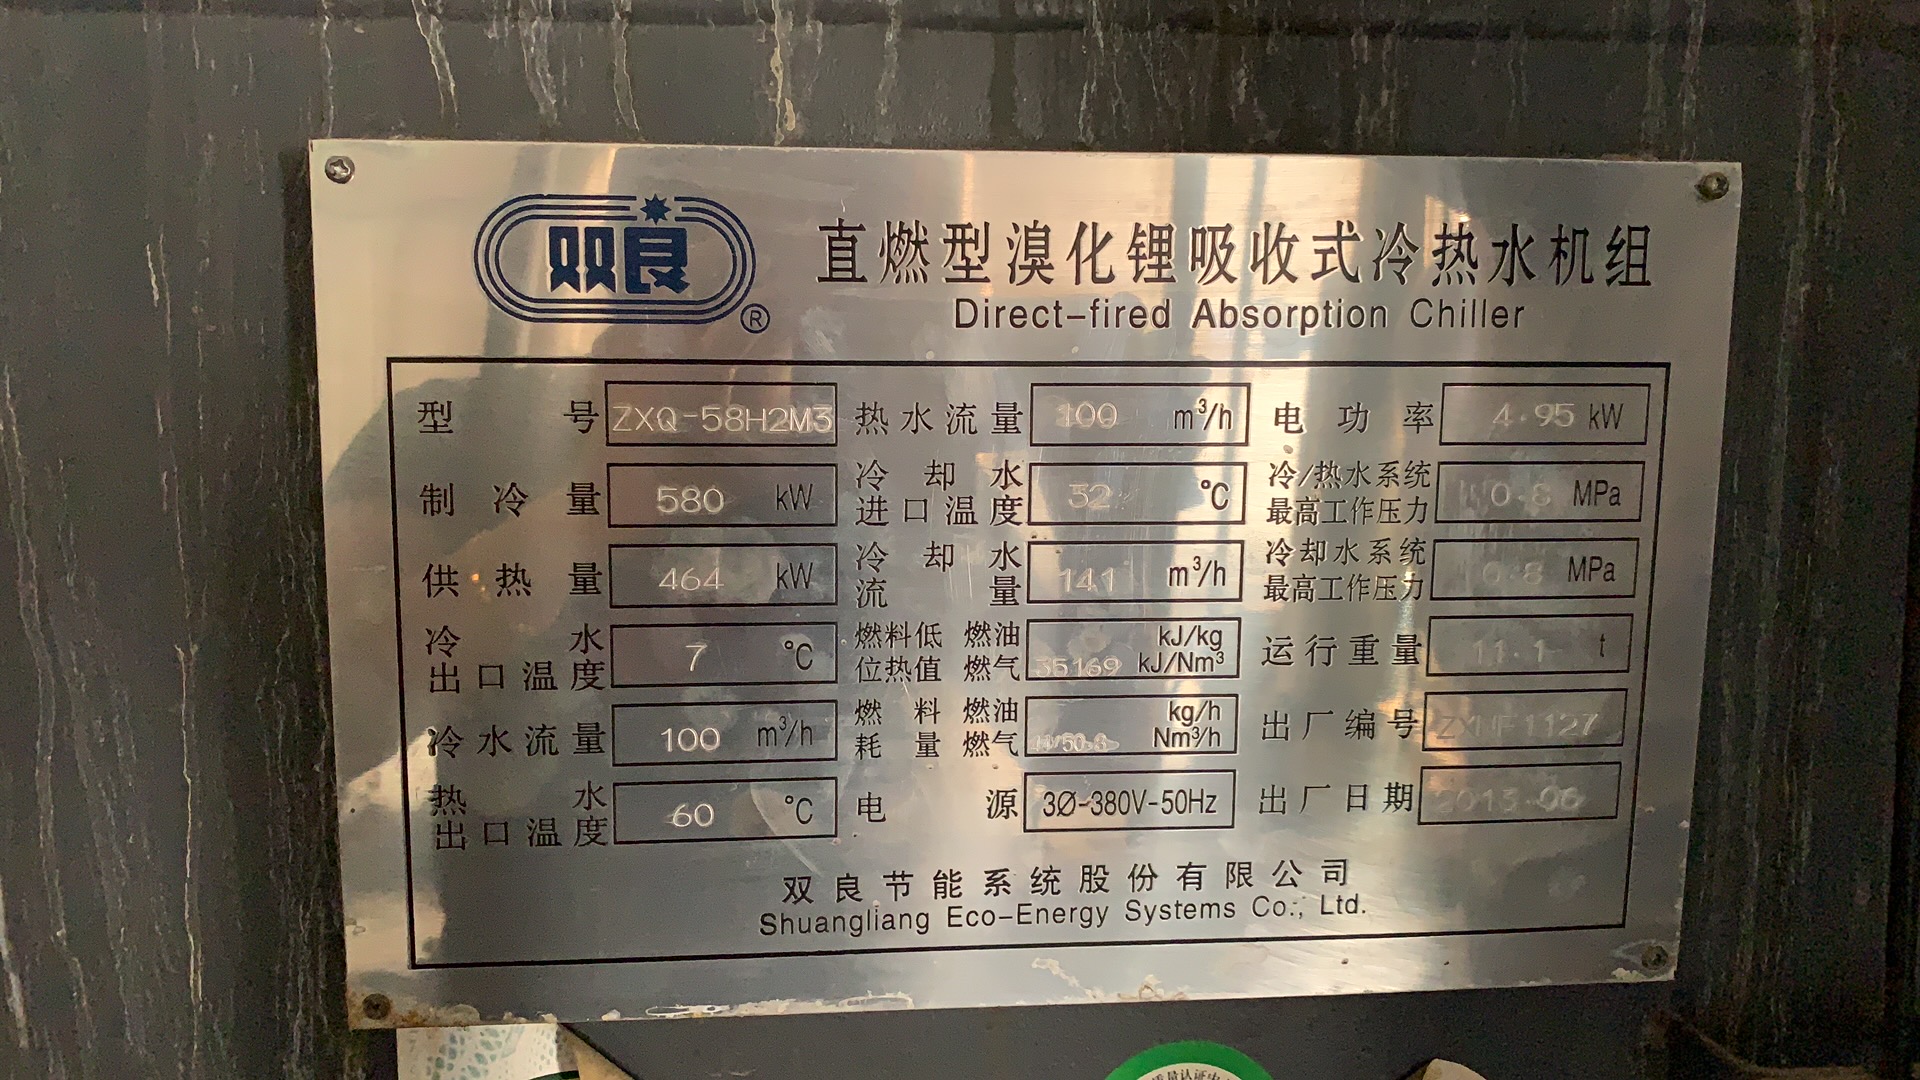 双良
®
直燃型溴化锂吸收式冷热水机组
Direct-fired Absorption Chiller
型号 ZXQ-58H2M3 热水流量 100 m³/h 电功率 4.95 kW
制冷量 580 kW 冷却水进口温度 32 ℃ 冷/热水系统最高工作压力 0.8 MPa
供热量 464 kW 冷却水流量 141 m³/h 冷却水系统最高工作压力 0.8 MPa
冷水出口温度 7 ℃ 燃料低位热值 燃油 kJ/kg 燃气 35169 kJ/Nm³ 运行重量 11.1 t
冷水流量 100 m³/h 燃料耗量 燃油 kg/h 燃气 Nm³/h 出厂编号
热水出口温度 60 ℃ 电源 3Ø-380V-50Hz 出厂日期 2013-06
双良节能系统股份有限公司
Shuangliang Eco-Energy Systems Co., Ltd.